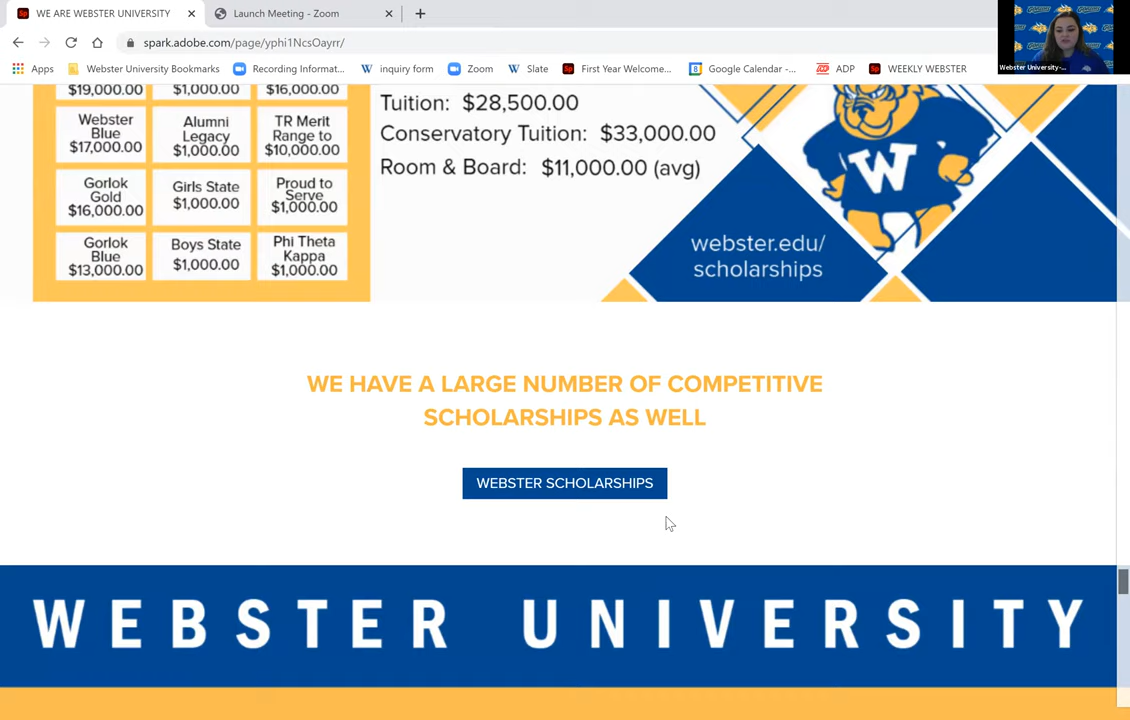 WE ARE WEBSTER UNIVERSITY
Launch Meeting - Zoom
spark.adobe.com/page/yphi1NcsOayrr/
Apps
Webster University Bookmarks
Recording Informat...
inquiry form
Zoom
Slate
First Year Welcome...
Google Calendar -...
ADP
WEEKLY WEBSTER
Webster University-...
$19,000.00 $1,000.00 $16,000.00
Webster
Blue
$17,000.00
Alumni
Legacy
$1,000.00
TR Merit
Range to
$10,000.00
Gorlok
Gold
$16,000.00
Girls State
$1,000.00
Proud to
Serve
$1,000.00
Gorlok
Blue
$13,000.00
Boys State
$1,000.00
Phi Theta
Kappa
$1,000.00
Tuition: $28,500.00
Conservatory Tuition: $33,000.00
Room & Board: $11,000.00 (avg)
W
webster.edu/
scholarships
WE HAVE A LARGE NUMBER OF COMPETITIVE
SCHOLARSHIPS AS WELL
WEBSTER SCHOLARSHIPS
WEBSTER UNIVERSITY